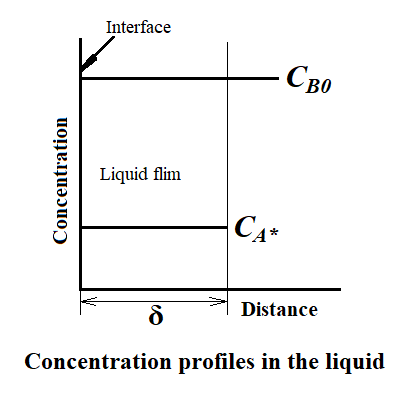 Interface
C_B0
Concentration
Liquid flim
C_A*
δ
Distance
Concentration profiles in the liquid